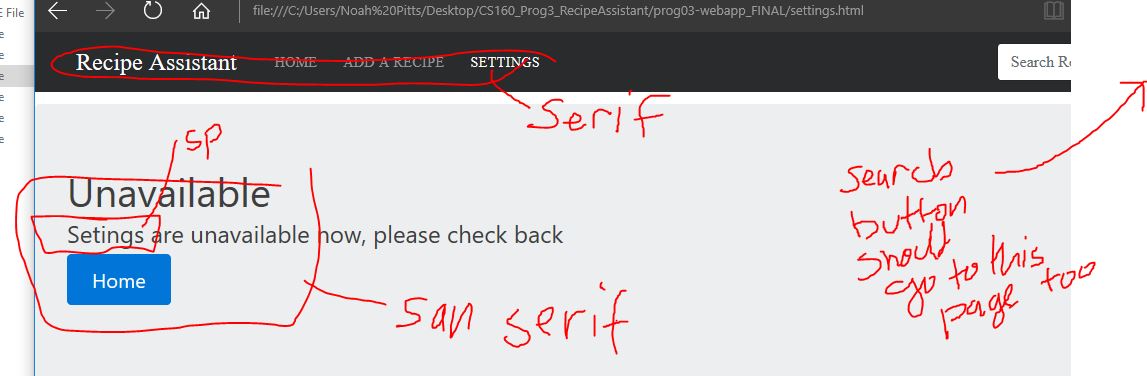 E File
file:///C:/Users/Noah%20Pitts/Desktop/CS160_Prog3_RecipeAssistant/prog03-webapp_FINAL/settings.html
Recipe Assistant HOME ADD A RECIPE SETTINGS Search Re
serif
sp
Unavailable
Setings are unavailable now, please check back
Home
san serif
search
button
should
go to this
page too